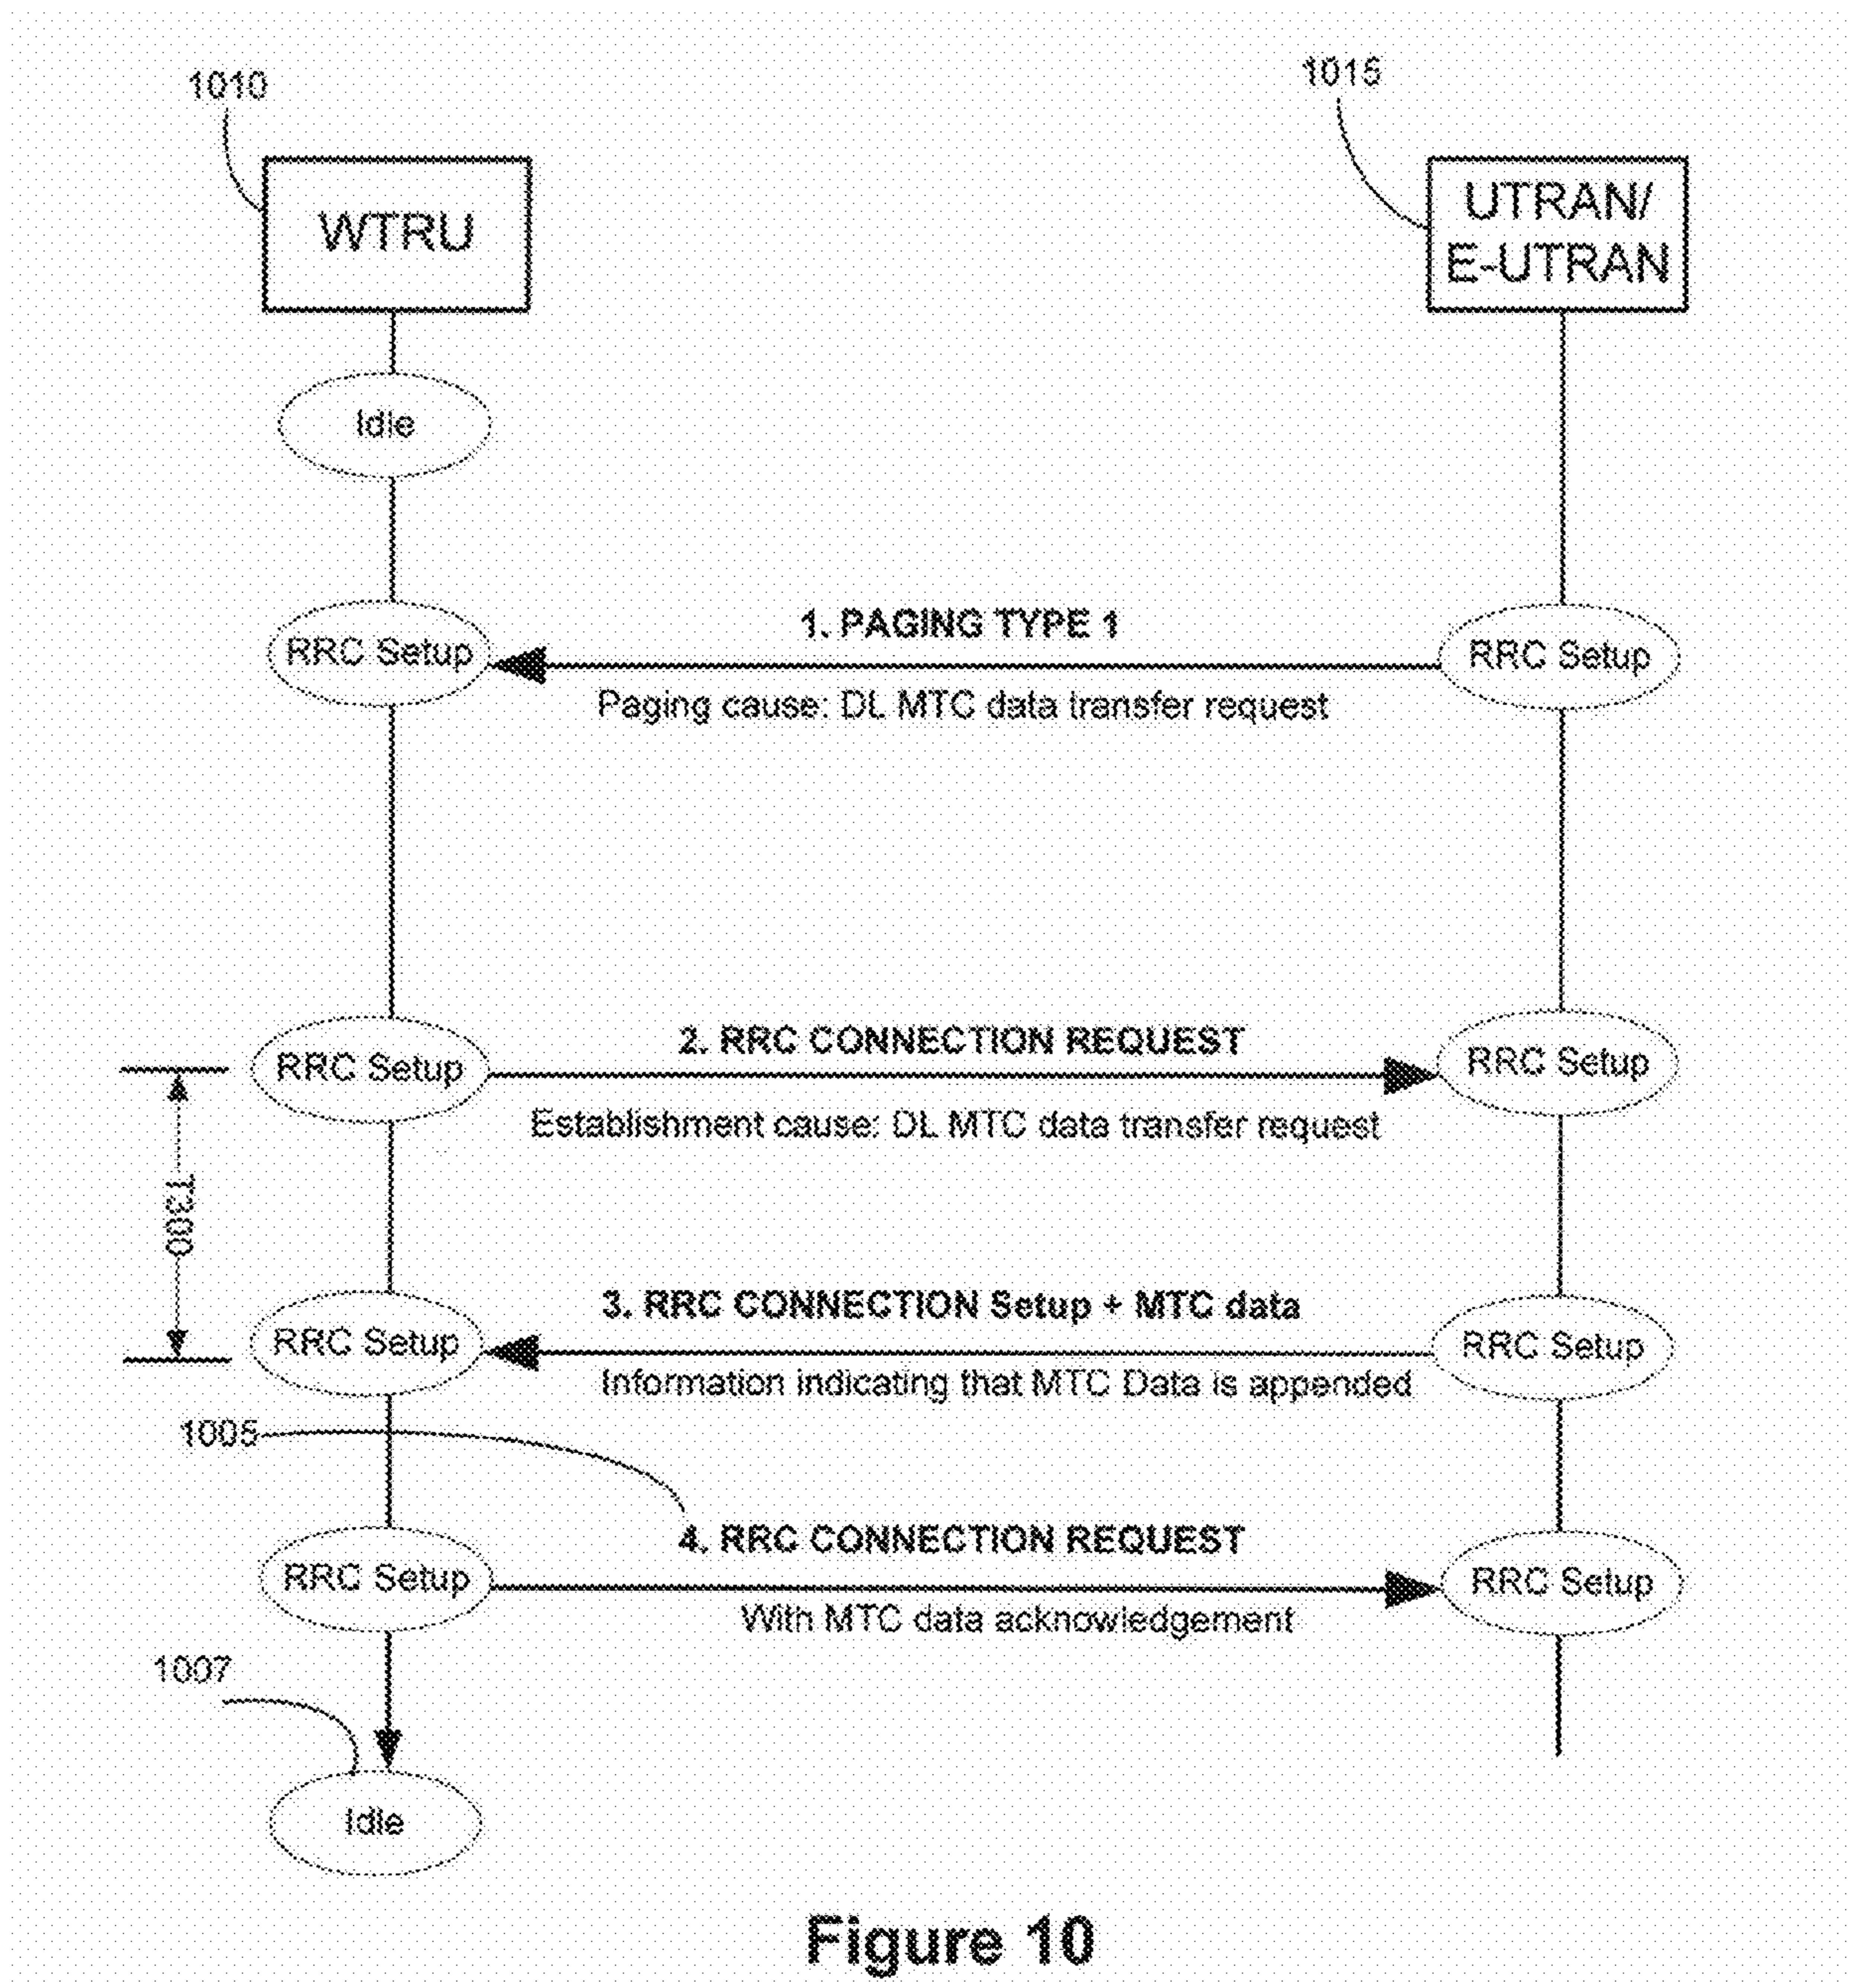 1010
1015
WTRU
UTRAN/
E-UTRAN
Idle
1. PAGING TYPE 1
RRC Setup
RRC Setup
Paging cause: DL MTC data transfer request
2. RRC CONNECTION REQUEST
RRC Setup
RRC Setup
Establishment cause: DL MTC data transfer request
T300
3. RRC CONNECTION Setup + MTC data
RRC Setup
RRC Setup
Information indicating that MTC Data is appended
1005
4. RRC CONNECTION REQUEST
RRC Setup
RRC Setup
With MTC data acknowledgement
1007
Idle
Figure 10